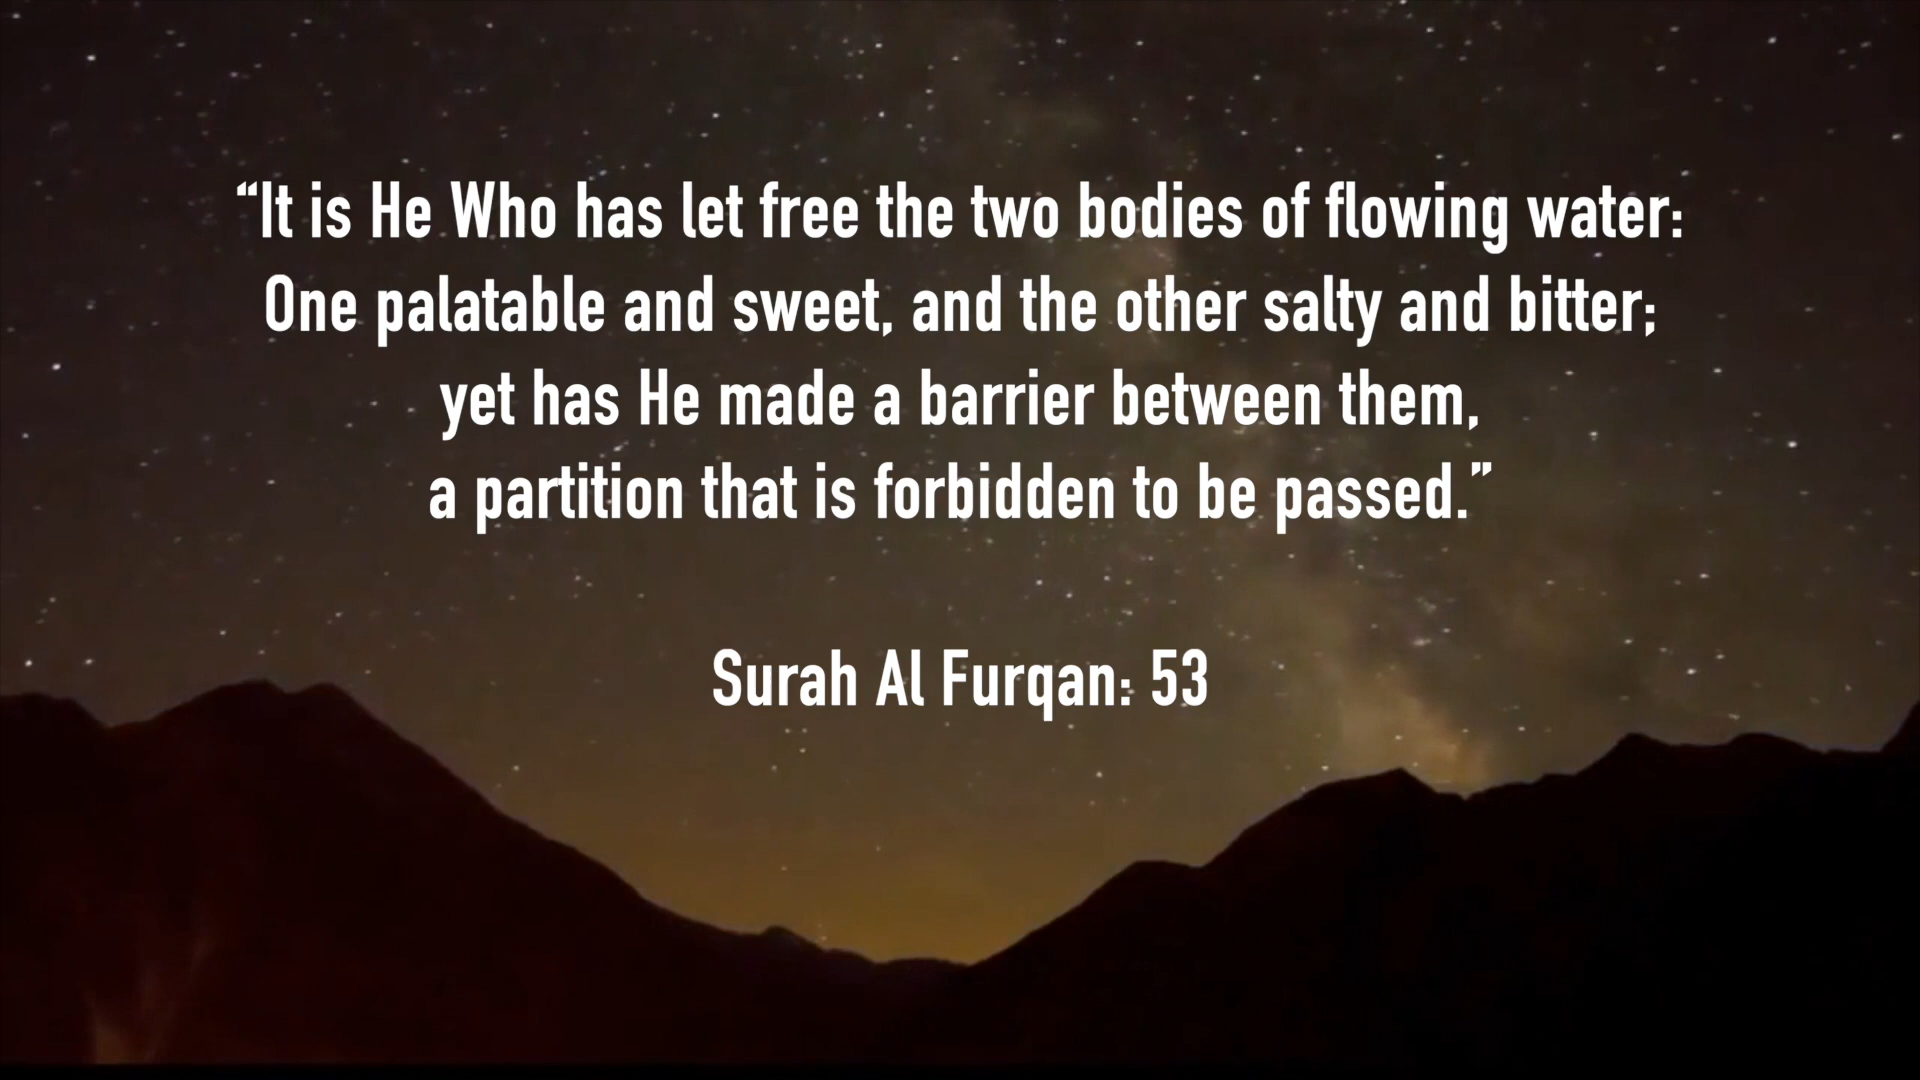 “It is He Who has let free the two bodies of flowing water:
One palatable and sweet, and the other salty and bitter;
yet has He made a barrier between them,
a partition that is forbidden to be passed.”
Surah Al Furqan: 53